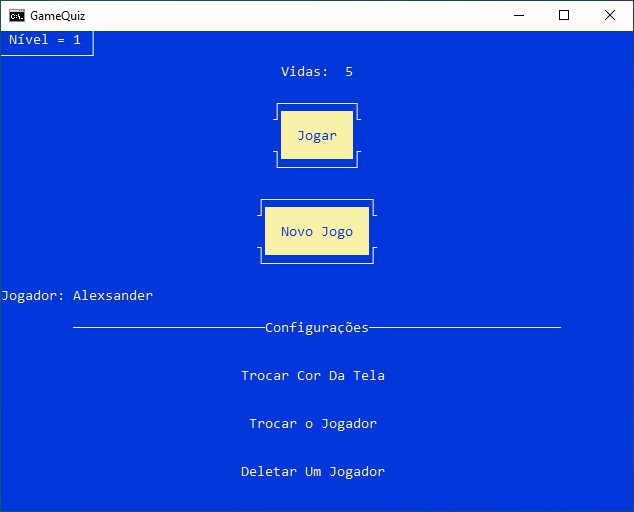 GameQuiz
Nível = 1
Vidas: 5
Jogar
Novo Jogo
Jogador: Alexsander
Configurações
Trocar Cor Da Tela
Trocar o Jogador
Deletar Um Jogador